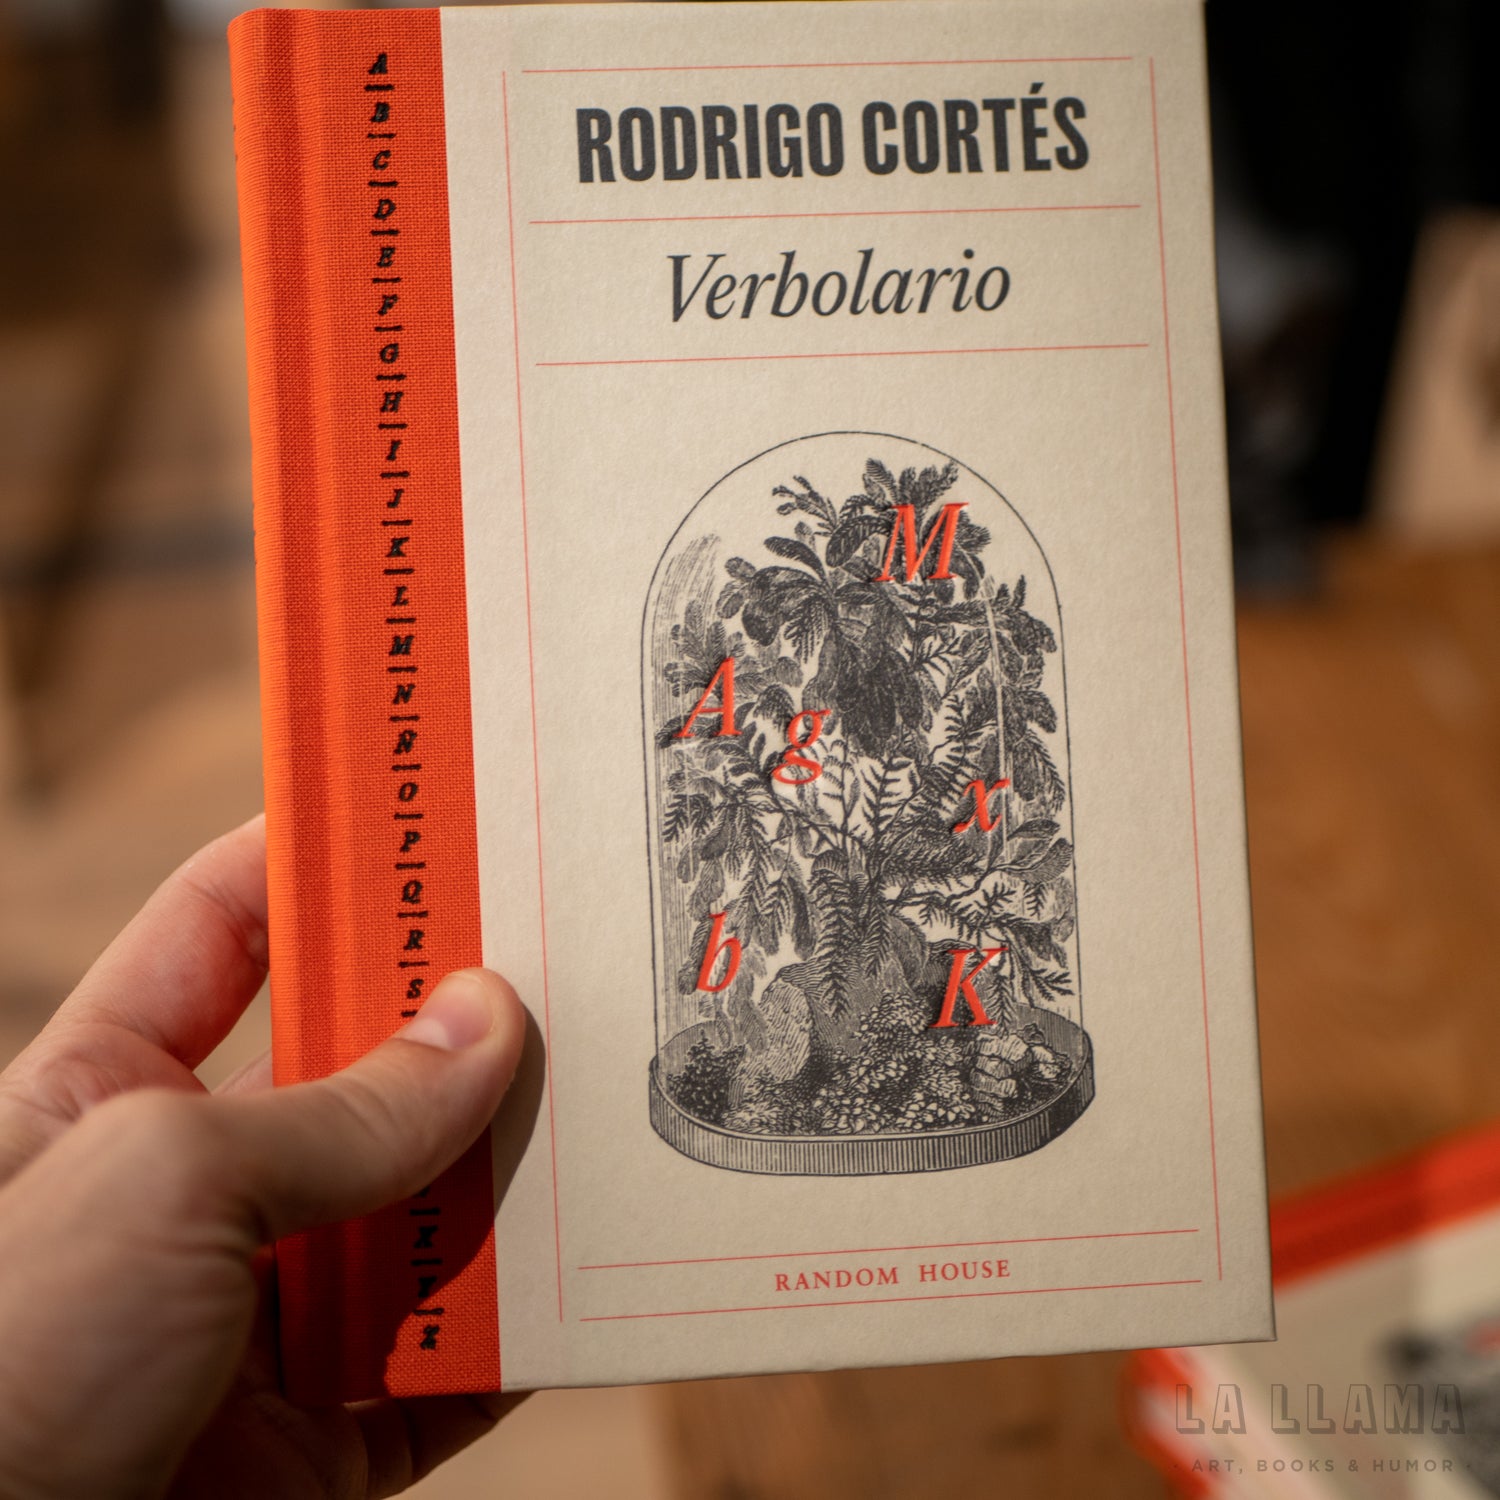 A
B
C
D
E
F
G
H
I
J
K
L
M
N
Ñ
O
P
Q
R
S
X
Y
Z
RODRIGO CORTÉS
Verbolario
M
A
g
x
b
K
RANDOM HOUSE
LA LLAMA
· ART, BOOKS & HUMOR ·